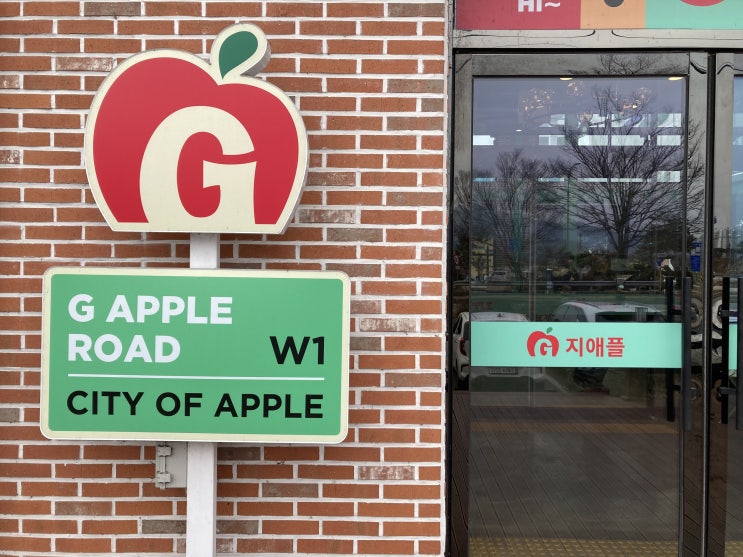 HI~
G
G APPLE
ROAD W1
CITY OF APPLE
G 지애플